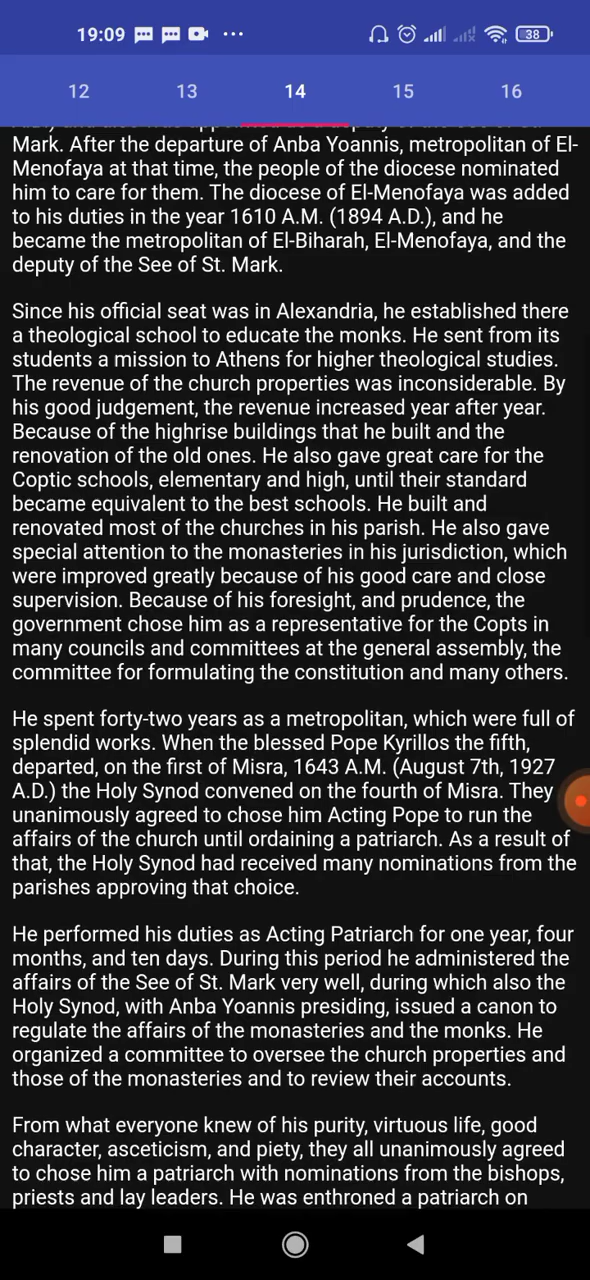 19:09
38
12 13 14 15 16
Mark. After the departure of Anba Yoannis, metropolitan of El-
Menofaya at that time, the people of the diocese nominated
him to care for them. The diocese of El-Menofaya was added
to his duties in the year 1610 A.M. (1894 A.D.), and he
became the metropolitan of El-Biharah, El-Menofaya, and the
deputy of the See of St. Mark.
Since his official seat was in Alexandria, he established there
a theological school to educate the monks. He sent from its
students a mission to Athens for higher theological studies.
The revenue of the church properties was inconsiderable. By
his good judgement, the revenue increased year after year.
Because of the highrise buildings that he built and the
renovation of the old ones. He also gave great care for the
Coptic schools, elementary and high, until their standard
became equivalent to the best schools. He built and
renovated most of the churches in his parish. He also gave
special attention to the monasteries in his jurisdiction, which
were improved greatly because of his good care and close
supervision. Because of his foresight, and prudence, the
government chose him as a representative for the Copts in
many councils and committees at the general assembly, the
committee for formulating the constitution and many others.
He spent forty-two years as a metropolitan, which were full of
splendid works. When the blessed Pope Kyrillos the fifth,
departed, on the first of Misra, 1643 A.M. (August 7th, 1927
A.D.) the Holy Synod convened on the fourth of Misra. They
unanimously agreed to chose him Acting Pope to run the
affairs of the church until ordaining a patriarch. As a result of
that, the Holy Synod had received many nominations from the
parishes approving that choice.
He performed his duties as Acting Patriarch for one year, four
months, and ten days. During this period he administered the
affairs of the See of St. Mark very well, during which also the
Holy Synod, with Anba Yoannis presiding, issued a canon to
regulate the affairs of the monasteries and the monks. He
organized a committee to oversee the church properties and
those of the monasteries and to review their accounts.
From what everyone knew of his purity, virtuous life, good
character, asceticism, and piety, they all unanimously agreed
to chose him a patriarch with nominations from the bishops,
priests and lay leaders. He was enthroned a patriarch on